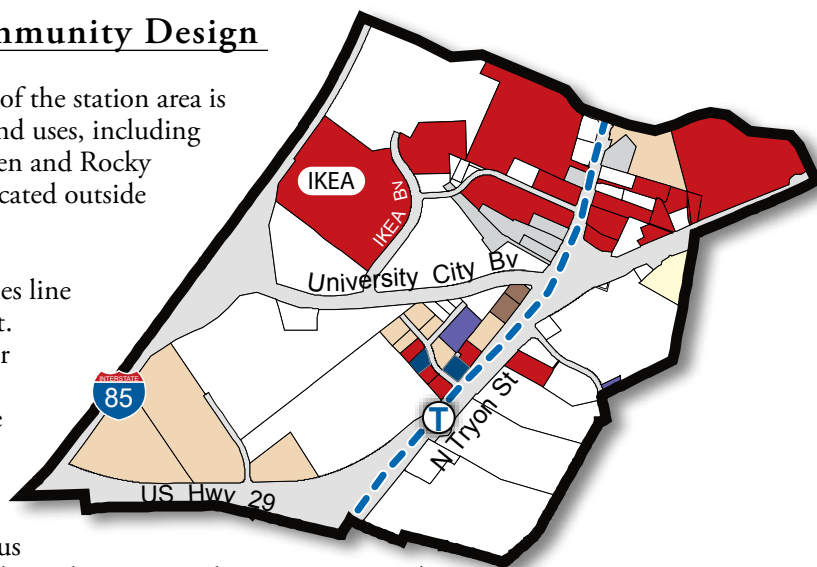 mmunity Design
of the station area is
nd uses, including
en and Rocky
cated outside
es line
t.
r
e
us
IKEA
IKEA Bv
University City Bv
INTERSTATE
85
T
N Tryon St
US Hwy 29